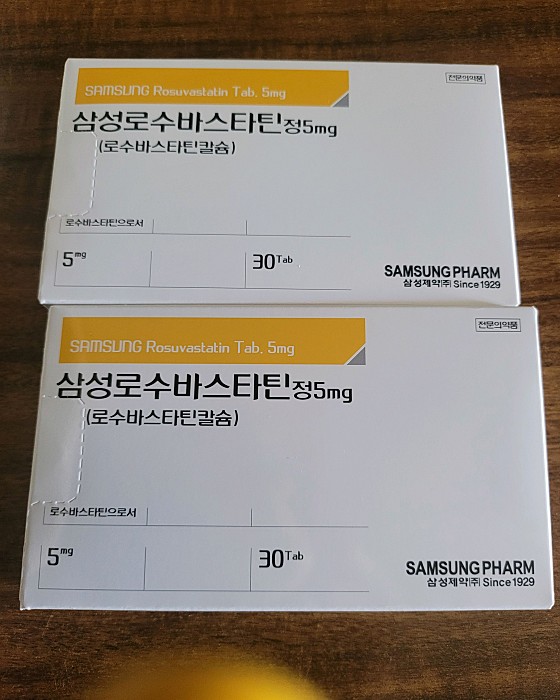 전문의약품
SAMSUNG Rosuvastatin Tab. 5mg
삼성로수바스타틴정5mg
(로수바스타틴칼슘)
로수바스타틴으로서
5mg
30Tab
SAMSUNG PHARM
삼성제약(주) Since 1929
전문의약품
SAMSUNG Rosuvastatin Tab. 5mg
삼성로수바스타틴정5mg
(로수바스타틴칼슘)
로수바스타틴으로서
5mg
30Tab
SAMSUNG PHARM
삼성제약(주) Since 1929